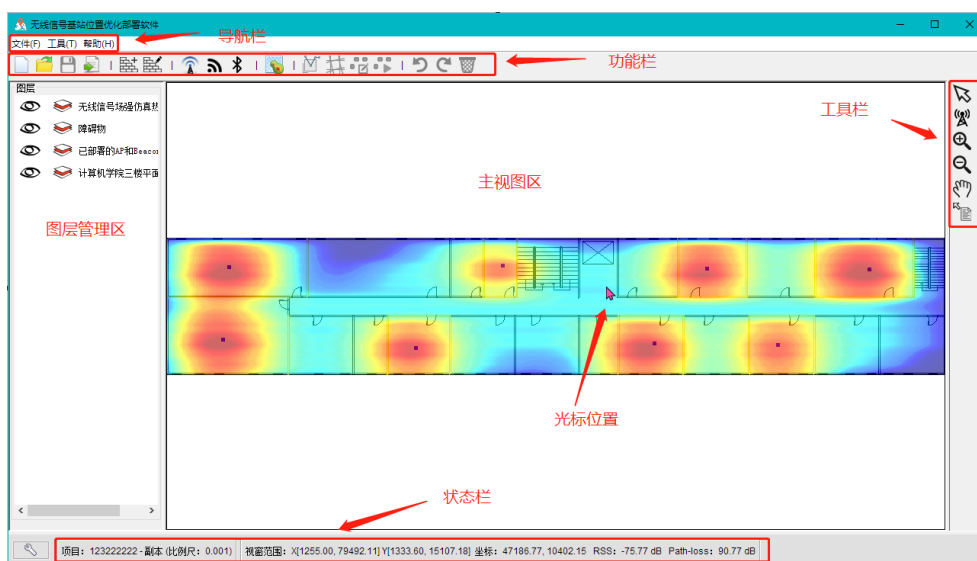 无线信号基站位置优化部署软件
文件(F) 工具(T) 帮助(H)
导航栏
功能栏
图层
无线信号场强仿真热
障碍物
已部署的AP和Beacon
计算机学院三楼平面
图层管理区
工具栏
主视图区
光标位置
状态栏
项目: 123222222 - 副本 (比例尺: 0.001)
视窗范围: X[1255.00, 79492.11] Y[1333.60, 15107.18] 坐标: 47186.77, 10402.15 RSS: -75.77 dB Path-loss: 90.77 dB